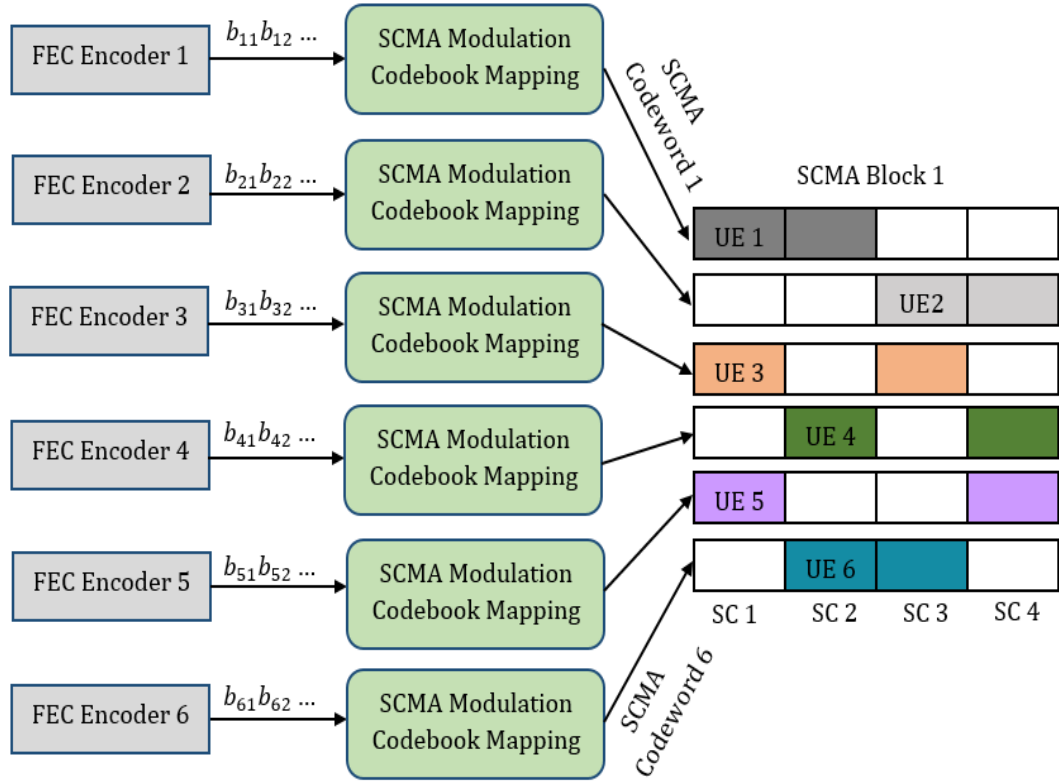 FEC Encoder 1
b₁₁b₁₂ ...
SCMA Modulation
Codebook Mapping
SCMA
Codeword 1
FEC Encoder 2
b₂₁b₂₂ ...
SCMA Modulation
Codebook Mapping
SCMA Block 1
UE 1
FEC Encoder 3
b₃₁b₃₂ ...
SCMA Modulation
Codebook Mapping
UE2
UE 3
FEC Encoder 4
b₄₁b₄₂ ...
SCMA Modulation
Codebook Mapping
UE 4
UE 5
FEC Encoder 5
b₅₁b₅₂ ...
SCMA Modulation
Codebook Mapping
UE 6
SC 1 SC 2 SC 3 SC 4
FEC Encoder 6
b₆₁b₆₂ ...
SCMA Modulation
Codebook Mapping
SCMA
Codeword 6